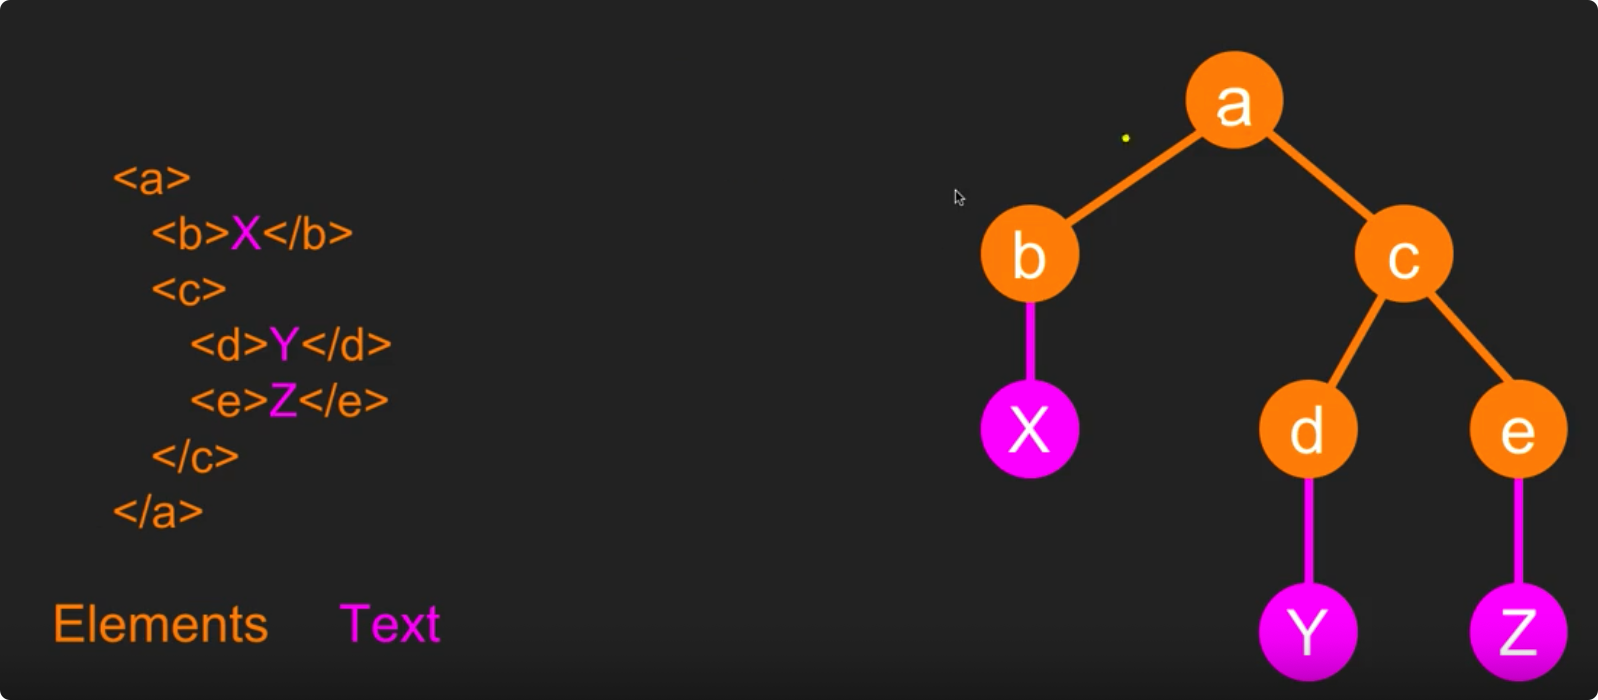 <a>
<b>X</b>
<c>
<d>Y</d>
<e>Z</e>
</c>
</a>
Elements Text
a
b c
X d e
Y Z